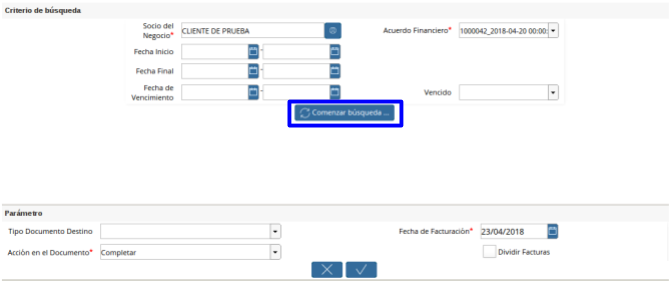 Criterio de búsqueda
Socio del Negocio* CLIENTE DE PRUEBA Acuerdo Financiero* 1000042_2018-04-20 00:00:
Fecha Inicio -
Fecha Final -
Fecha de Vencimiento - Vencido
Comenzar búsqueda ...
Parámetro
Tipo Documento Destino Fecha de Facturación* 23/04/2018
Acción en el Documento* Completar Dividir Facturas